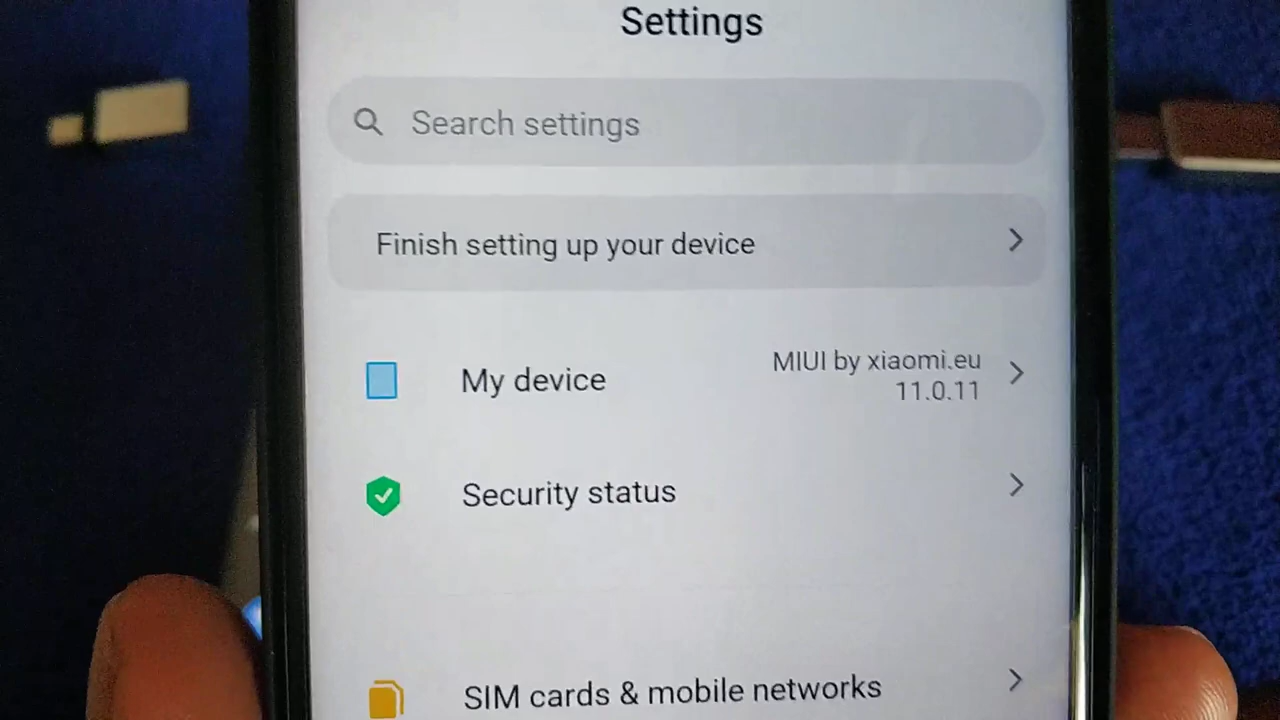 Settings
Search settings
Finish setting up your device
My device
MIUI by xiaomi.eu
11.0.11
Security status
SIM cards & mobile networks